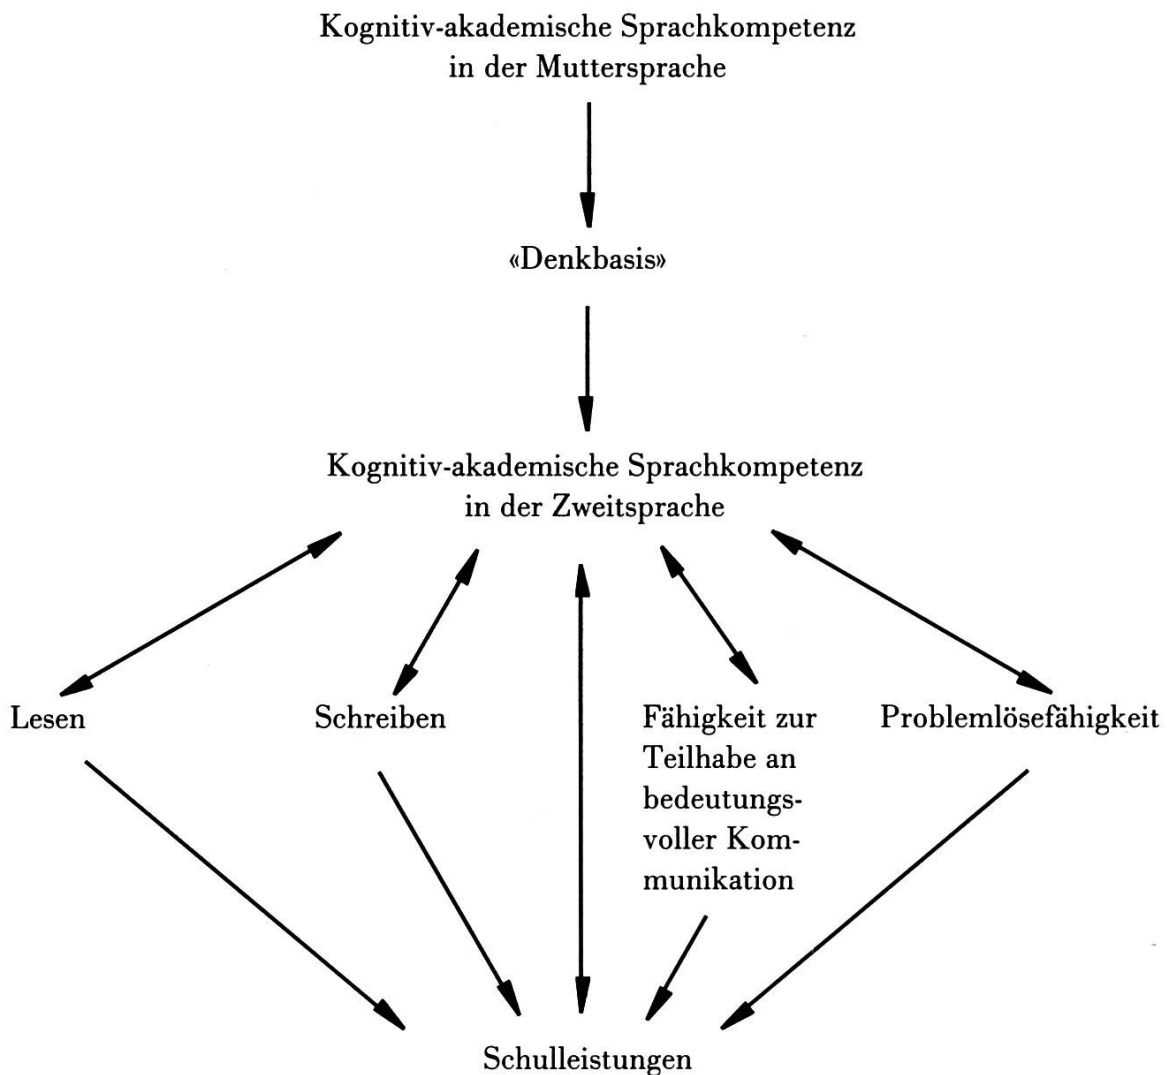 Kognitiv-akademische Sprachkompetenz
in der Muttersprache
«Denkbasis»
Kognitiv-akademische Sprachkompetenz
in der Zweitsprache
Lesen
Schreiben
Fähigkeit zur
Teilhabe an
bedeutungs-
voller Kom-
munikation
Problemlösefähigkeit
Schulleistungen